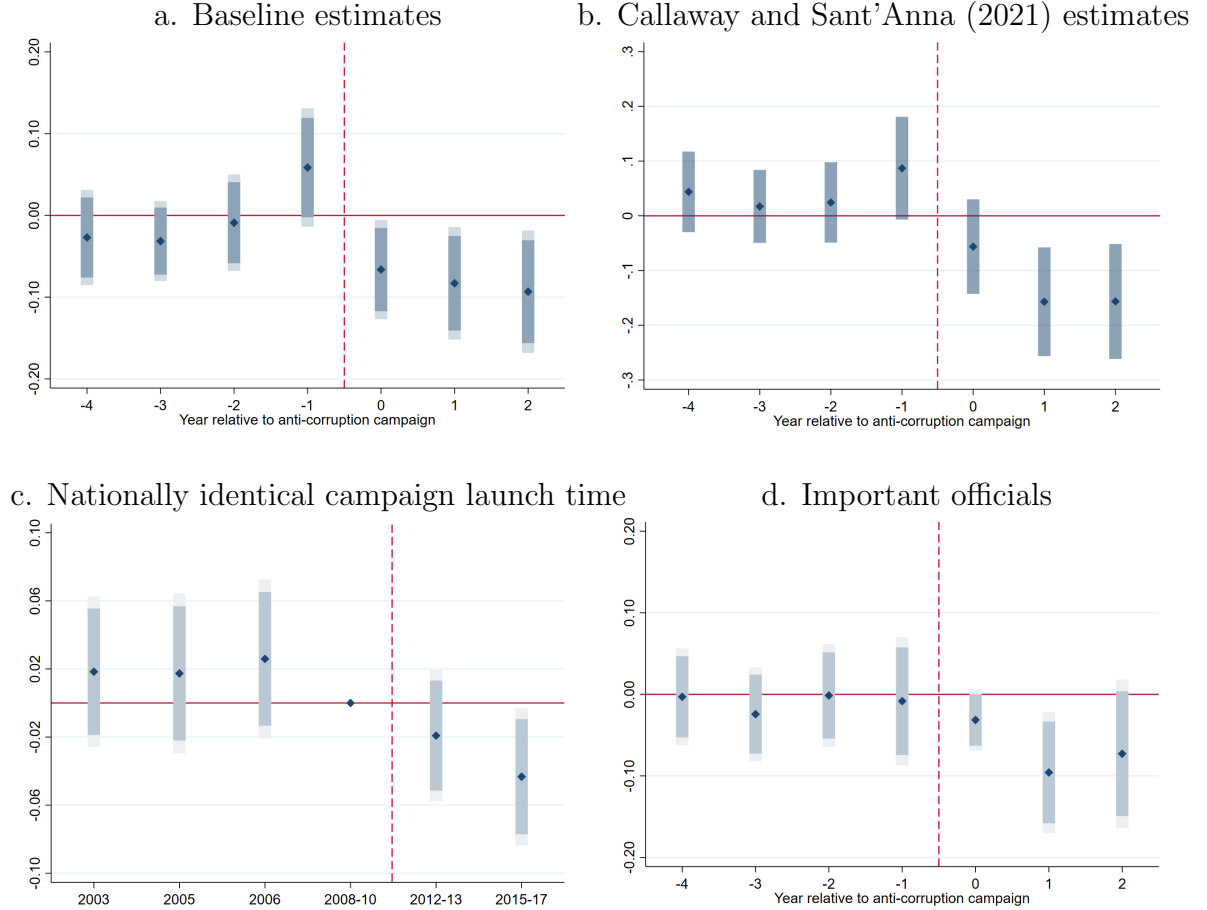 a. Baseline estimates
0.20
0.10
0.00
-0.10
-0.20
-4 -3 -2 -1 0 1 2
Year relative to anti-corruption campaign
b. Callaway and Sant'Anna (2021) estimates
.3
.2
.1
0
-.1
-.2
-.3
-4 -3 -2 -1 0 1 2
Year relative to anti-corruption campaign
c. Nationally identical campaign launch time
0.10
0.06
0.02
-0.02
-0.06
-0.10
2003 2005 2006 2008-10 2012-13 2015-17
d. Important officials
0.20
0.10
0.00
-0.10
-0.20
-4 -3 -2 -1 0 1 2
Year relative to anti-corruption campaign